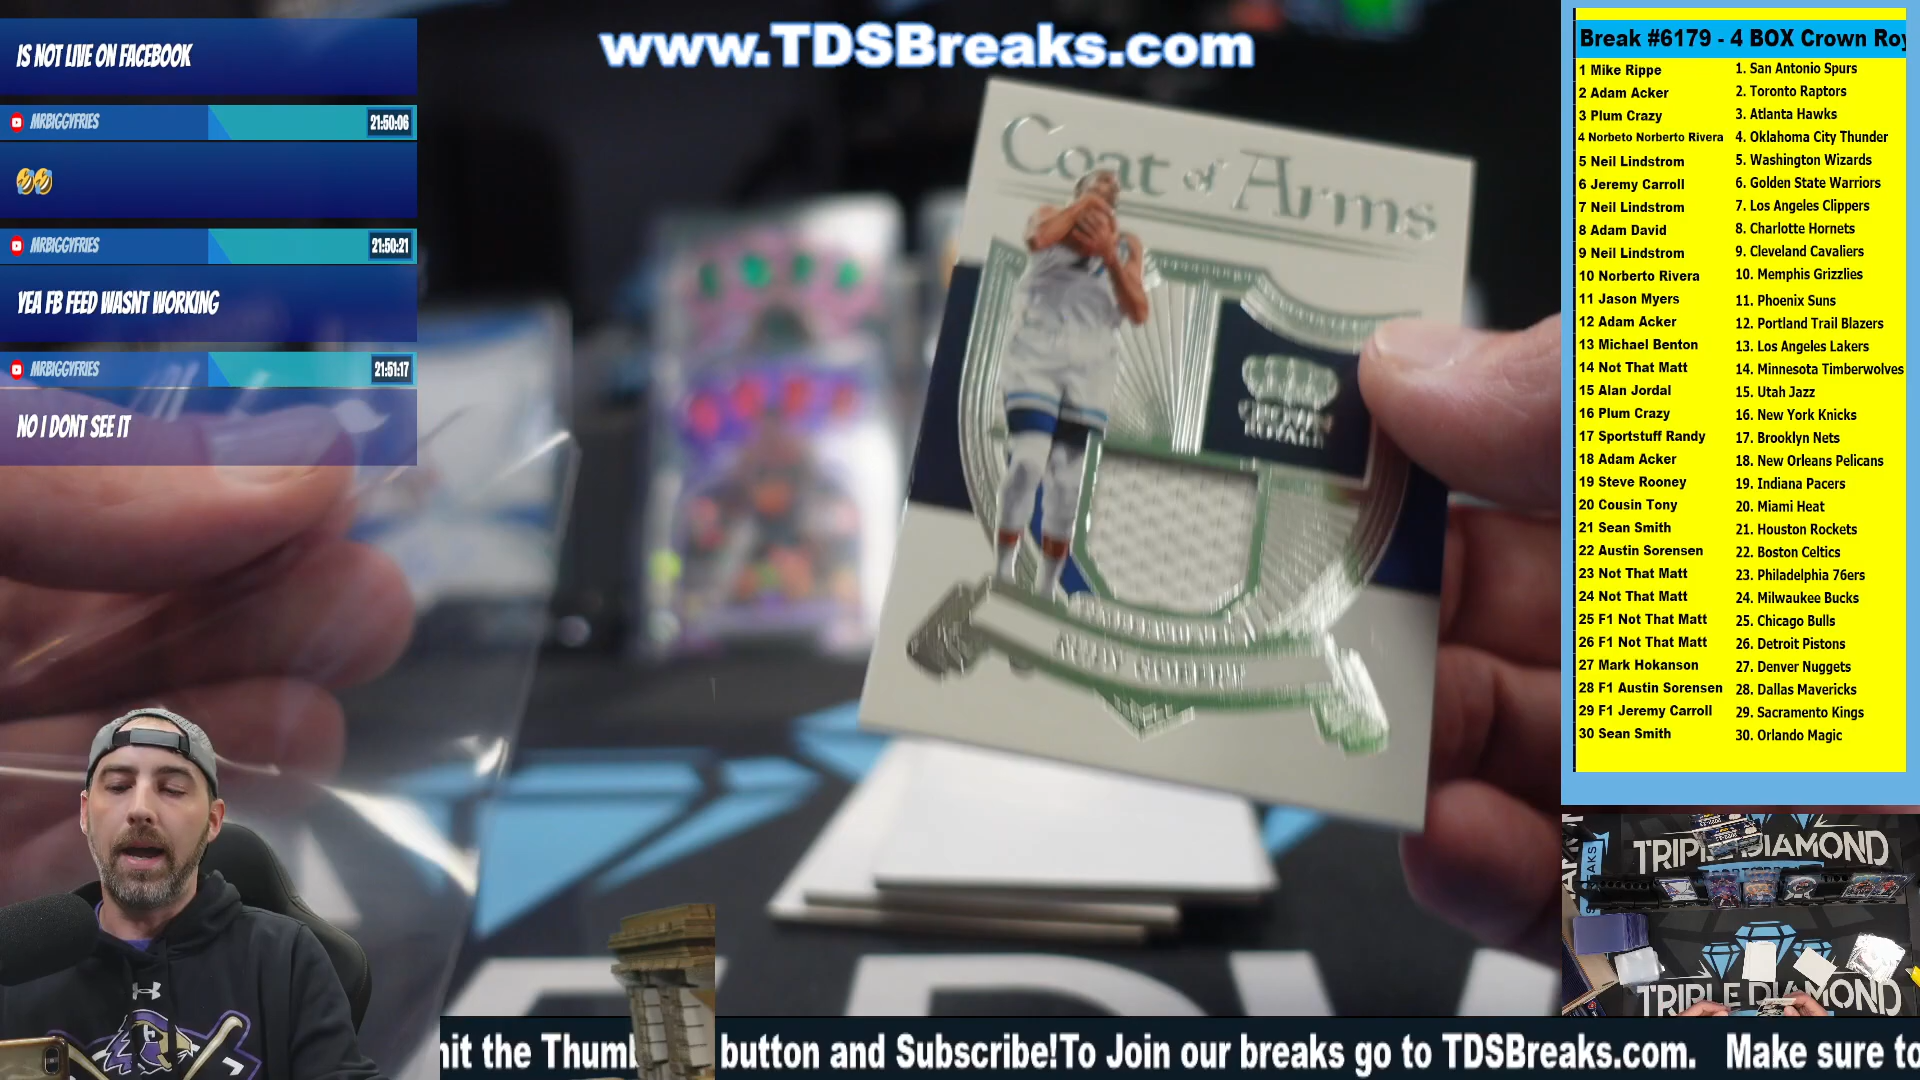 IS NOT LIVE ON FACEBOOK
MRBIGGYFRIES 21:50:06
🤣🤣
MRBIGGYFRIES 21:50:21
YEA FB FEED WASNT WORKING
MRBIGGYFRIES 21:51:17
NO I DONT SEE IT
www.TDSBreaks.com
Coat of Arms
CROWN
ROYALE
Break #6179 - 4 BOX Crown Roy
1 Mike Rippe 1. San Antonio Spurs
2 Adam Acker 2. Toronto Raptors
3 Plum Crazy 3. Atlanta Hawks
4 Norbeto Norberto Rivera 4. Oklahoma City Thunder
5 Neil Lindstrom 5. Washington Wizards
6 Jeremy Carroll 6. Golden State Warriors
7 Neil Lindstrom 7. Los Angeles Clippers
8 Adam David 8. Charlotte Hornets
9 Neil Lindstrom 9. Cleveland Cavaliers
10 Norberto Rivera 10. Memphis Grizzlies
11 Jason Myers 11. Phoenix Suns
12 Adam Acker 12. Portland Trail Blazers
13 Michael Benton 13. Los Angeles Lakers
14 Not That Matt 14. Minnesota Timberwolves
15 Alan Jordal 15. Utah Jazz
16 Plum Crazy 16. New York Knicks
17 Sportstuff Randy 17. Brooklyn Nets
18 Adam Acker 18. New Orleans Pelicans
19 Steve Rooney 19. Indiana Pacers
20 Cousin Tony 20. Miami Heat
21 Sean Smith 21. Houston Rockets
22 Austin Sorensen 22. Boston Celtics
23 Not That Matt 23. Philadelphia 76ers
24 Not That Matt 24. Milwaukee Bucks
25 F1 Not That Matt 25. Chicago Bulls
26 F1 Not That Matt 26. Detroit Pistons
27 Mark Hokanson 27. Denver Nuggets
28 F1 Austin Sorensen 28. Dallas Mavericks
29 F1 Jeremy Carroll 29. Sacramento Kings
30 Sean Smith 30. Orlando Magic
TRIPLE DIAMOND
TRIPLE DIAMOND
hit the Thumb button and Subscribe!To Join our breaks go to TDSBreaks.com. Make sure to